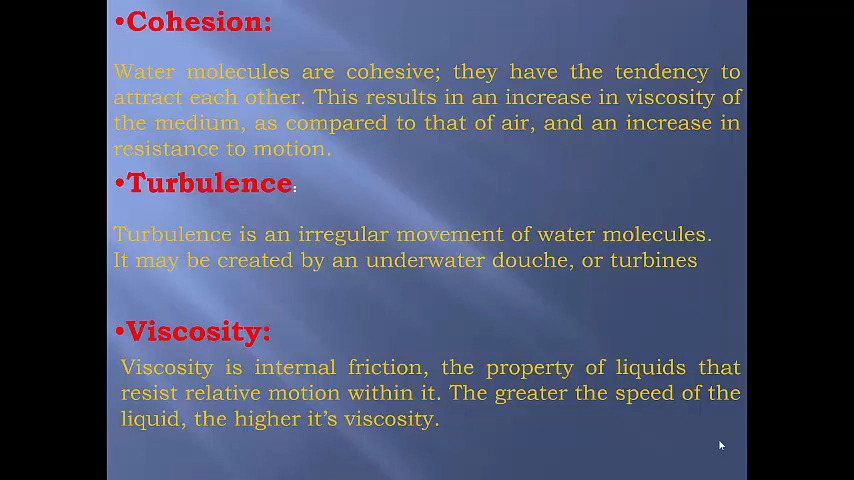 •Cohesion:
Water molecules are cohesive; they have the tendency to
attract each other. This results in an increase in viscosity of
the medium, as compared to that of air, and an increase in
resistance to motion.
•Turbulence:
Turbulence is an irregular movement of water molecules.
It may be created by an underwater douche, or turbines
•Viscosity:
Viscosity is internal friction, the property of liquids that
resist relative motion within it. The greater the speed of the
liquid, the higher it’s viscosity.